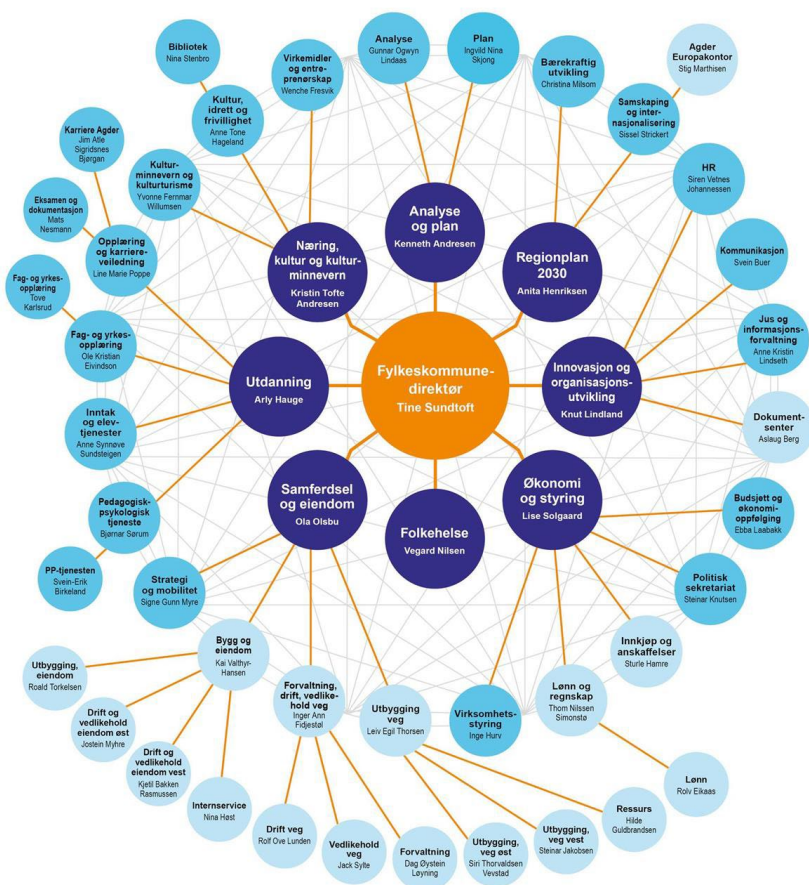 Analyse
Gunnar Ogwyn
Lindaas
Plan
Ingvild Nina
Skjong
Bibliotek
Nina Stenbro
Virkemidler
og entre-
prenørskap
Wenche Fresvik
Bærekraftig
utvikling
Christina Milsom
Agder
Europakontor
Stig Marthisen
Kultur,
idrett og
frivillighet
Anne Tone
Hageland
Samskaping
og inter-
nasjonalisering
Sissel Strickert
Karriere Agder
Jim Atle
Sigridsnes
Bjørgan
Kultur-
minnevern og
kulturturisme
Yvonne Fernmar
Willumsen
HR
Siren Vetnes
Johannessen
Eksamen og
dokumentasjon
Mats
Nesmann
Opplæring
og karriere-
veiledning
Line Marie Poppe
Næring,
kultur og kultur-
minnevern
Kristin Tofte
Andresen
Analyse
og plan
Kenneth Andresen
Regionplan
2030
Anita Henriksen
Kommunikasjon
Svein Buer
Fag- og yrkes-
opplæring
Tove
Karlsrud
Fag- og yrkes-
opplæring
Ole Kristian
Eivindson
Jus og
informasjons-
forvaltning
Anne Kristin
Lindseth
Utdanning
Arly Hauge
Fylkeskommune-
direktør
Tine Sundtoft
Innovasjon og
organisasjons-
utvikling
Knut Lindland
Inntak
og elev-
tjenester
Anne Synnøve
Sundsteigen
Dokument-
senter
Aslaug Berg
Samferdsel
og eiendom
Ola Olsbu
Folkehelse
Vegard Nilsen
Økonomi
og styring
Lise Solgaard
Pedagogisk-
psykologisk
tjeneste
Bjørnar Sørum
Budsjett og
økonomi-
oppfølging
Ebba Laabakk
PP-tjenesten
Svein-Erik
Birkeland
Strategi
og mobilitet
Signe Gunn Myre
Politisk
sekretariat
Steinar Knutsen
Bygg og
eiendom
Kai Valthyr-
Hansen
Innkjøp og
anskaffelser
Sturle Hamre
Utbygging,
eiendom
Roald Torkelsen
Forvaltning,
drift, vedlike-
hold veg
Inger Ann
Fidjestøl
Utbygging
veg
Leiv Egil Thorsen
Virksomhets-
styring
Inge Hurv
Lønn og
regnskap
Thom Nilssen
Simonstø
Drift og
vedlikehold
eiendom øst
Jostein Myhre
Drift og
vedlikehold
eiendom vest
Kjetil Bakken
Rasmussen
Internservice
Nina Høst
Lønn
Rolv Eikaas
Drift veg
Rolf Ove Lunden
Vedlikehold
veg
Jack Sylte
Forvaltning
Dag Øystein
Løyning
Utbygging,
veg øst
Siri Thorvaldsen
Vevstad
Utbygging,
veg vest
Steinar Jakobsen
Ressurs
Hilde
Guldbrandsen